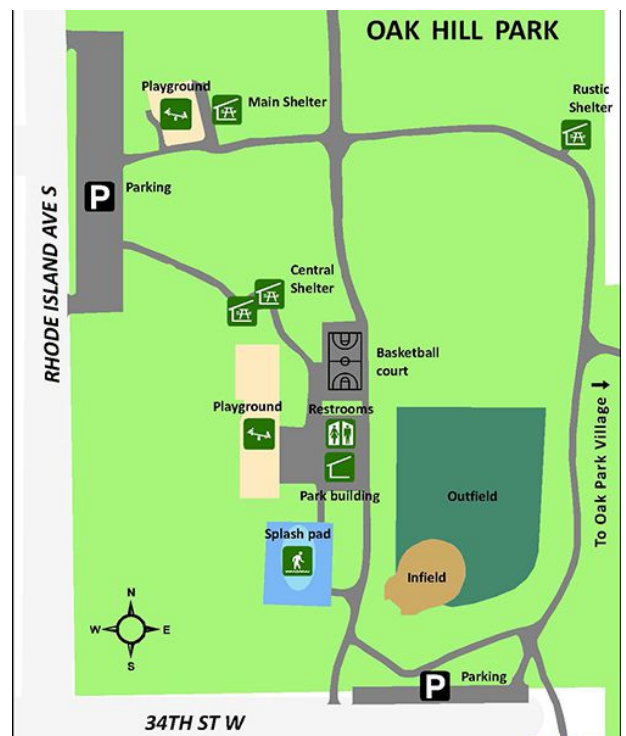 OAK HILL PARK
Playground
Main Shelter
Rustic
Shelter
P
Parking
RHODE ISLAND AVE S
Central
Shelter
Basketball
court
Playground
Restrooms
Park building
To Oak Park Village
Outfield
Splash pad
Infield
N
W
E
S
Parking
P
34TH ST W